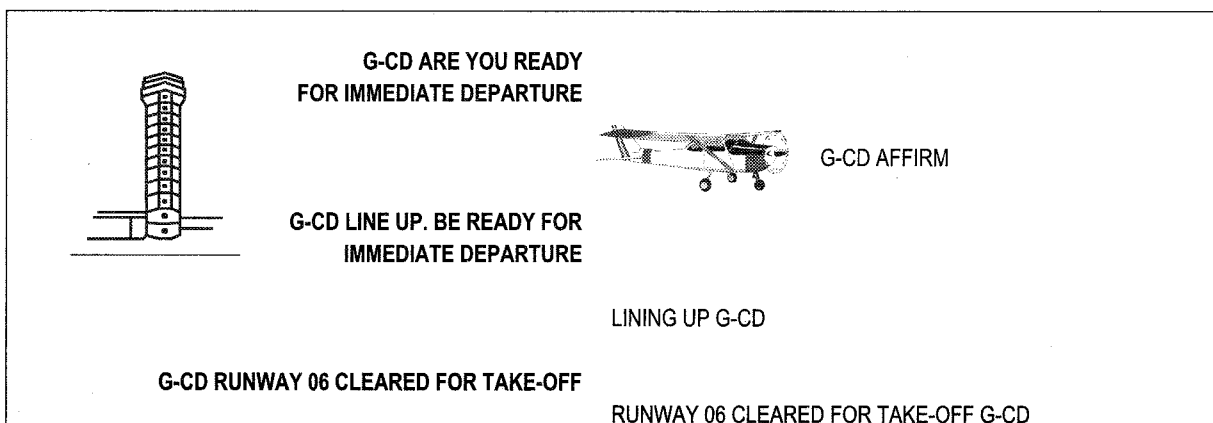 G-CD ARE YOU READY
FOR IMMEDIATE DEPARTURE
G-CD AFFIRM
G-CD LINE UP. BE READY FOR
IMMEDIATE DEPARTURE
LINING UP G-CD
G-CD RUNWAY 06 CLEARED FOR TAKE-OFF
RUNWAY 06 CLEARED FOR TAKE-OFF G-CD